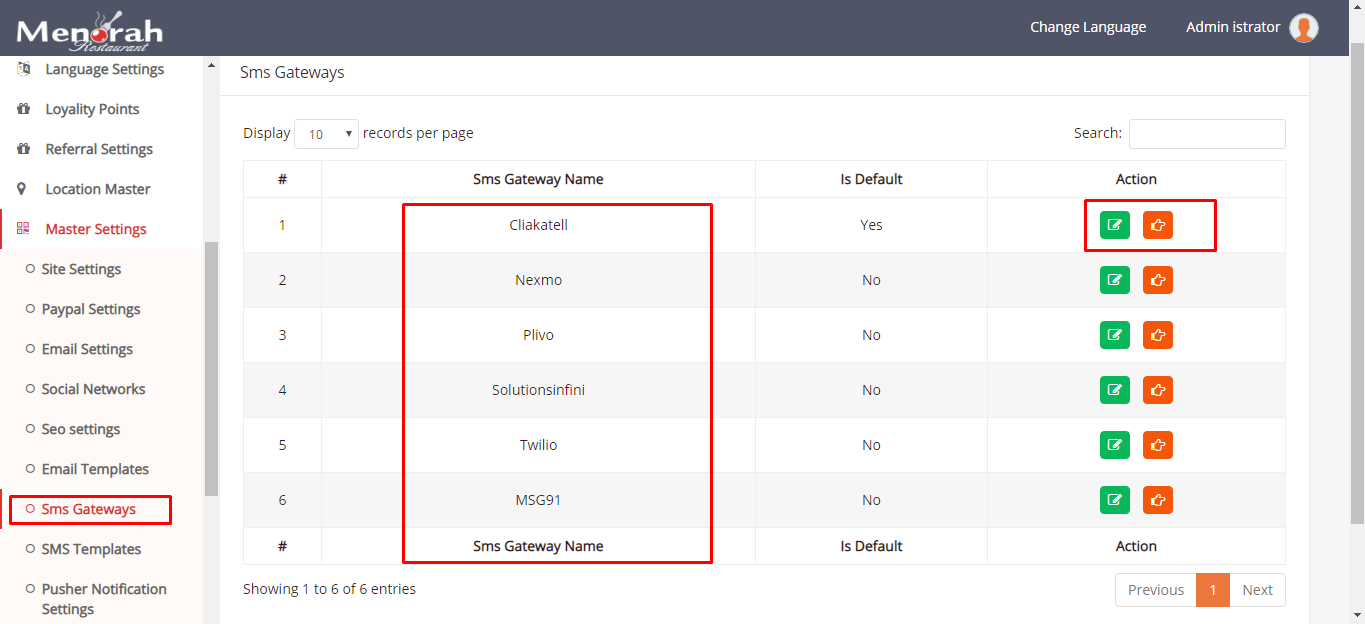 Menorah
Restaurant
Change Language
Admin istrator
Language Settings
Loyality Points
Referral Settings
Location Master
Master Settings
Site Settings
Paypal Settings
Email Settings
Social Networks
Seo settings
Email Templates
Sms Gateways
SMS Templates
Pusher Notification
Settings
Sms Gateways
Display 10 records per page
Search:
# Sms Gateway Name Is Default Action
1 Cliakatell Yes
2 Nexmo No
3 Plivo No
4 Solutionsinfini No
5 Twilio No
6 MSG91 No
# Sms Gateway Name Is Default Action
Showing 1 to 6 of 6 entries
Previous 1 Next